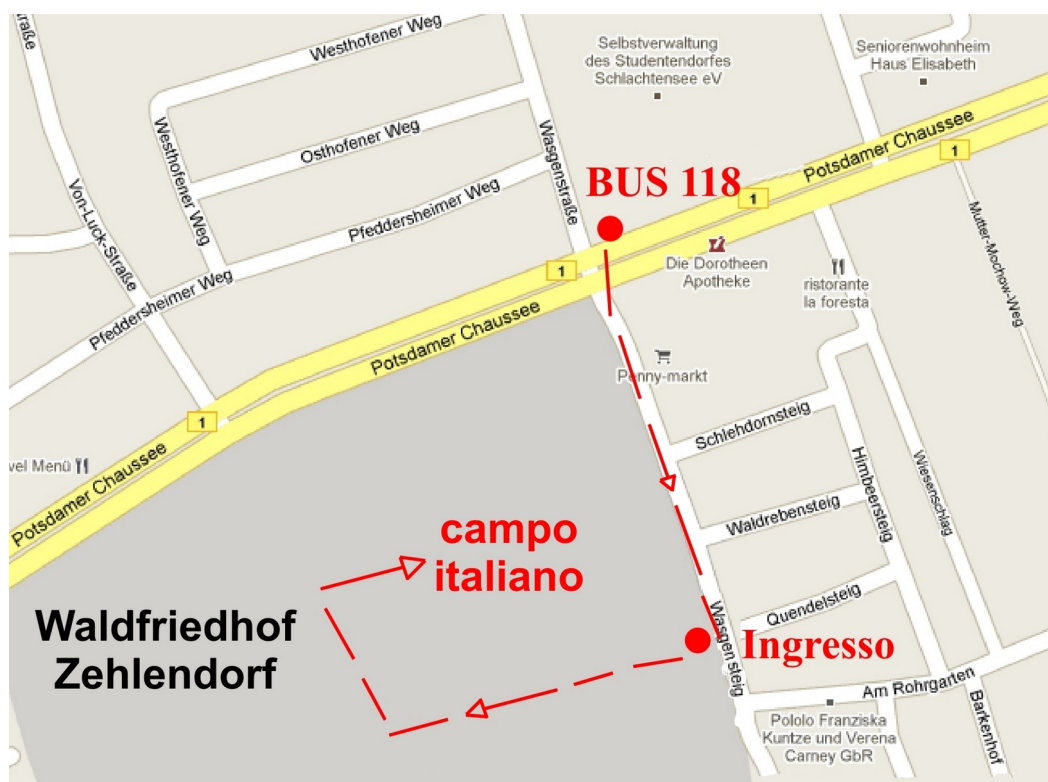 Westhofener Weg
Selbstverwaltung
des Studentendorfes
Schlachtensee eV
Seniorenwohnheim
Haus Elisabeth
Westhofener Weg
Osthofener Weg
Wasgenstraße
Potsdamer Chaussee
1
BUS 118
1
Von-Luck-Straße
Pfeddersheimer Weg
Mutter-Mochow-Weg
Die Dorotheen
Apotheke
1
ristorante
la foresta
Pfeddersheimer Weg
Potsdamer Chaussee
Penny-markt
1
Schlehdornsteig
Potsdamer Chaussee
Himbeersteig
Wiesenschlag
Waldrebensteig
campo
italiano
Wasgensteig
Quendelsteig
Waldfriedhof
Zehlendorf
Ingresso
Am Rohrgarten
Barkenhof
Pololo Franziska
Kuntze und Verena
Carney GbR